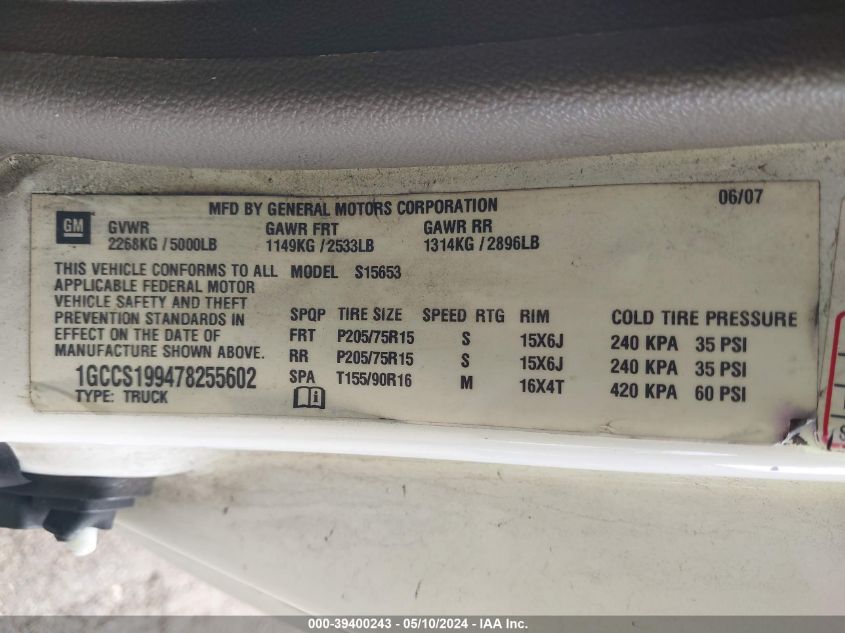 06/07
MFD BY GENERAL MOTORS CORPORATION
GM
GVWR GAWR FRT GAWR RR
2268KG / 5000LB 1149KG / 2533LB 1314KG / 2896LB
THIS VEHICLE CONFORMS TO ALL
APPLICABLE FEDERAL MOTOR
VEHICLE SAFETY AND THEFT
PREVENTION STANDARDS IN
EFFECT ON THE DATE OF
MANUFACTURE SHOWN ABOVE.
1GCCS199478255602
TYPE: TRUCK
MODEL S15653
SPQP TIRE SIZE SPEED RTG RIM COLD TIRE PRESSURE
FRT P205/75R15 S 15X6J 240 KPA 35 PSI
RR P205/75R15 S 15X6J 240 KPA 35 PSI
SPA T155/90R16 M 16X4T 420 KPA 60 PSI
i
000-39400243 - 05/10/2024 - IAA Inc.